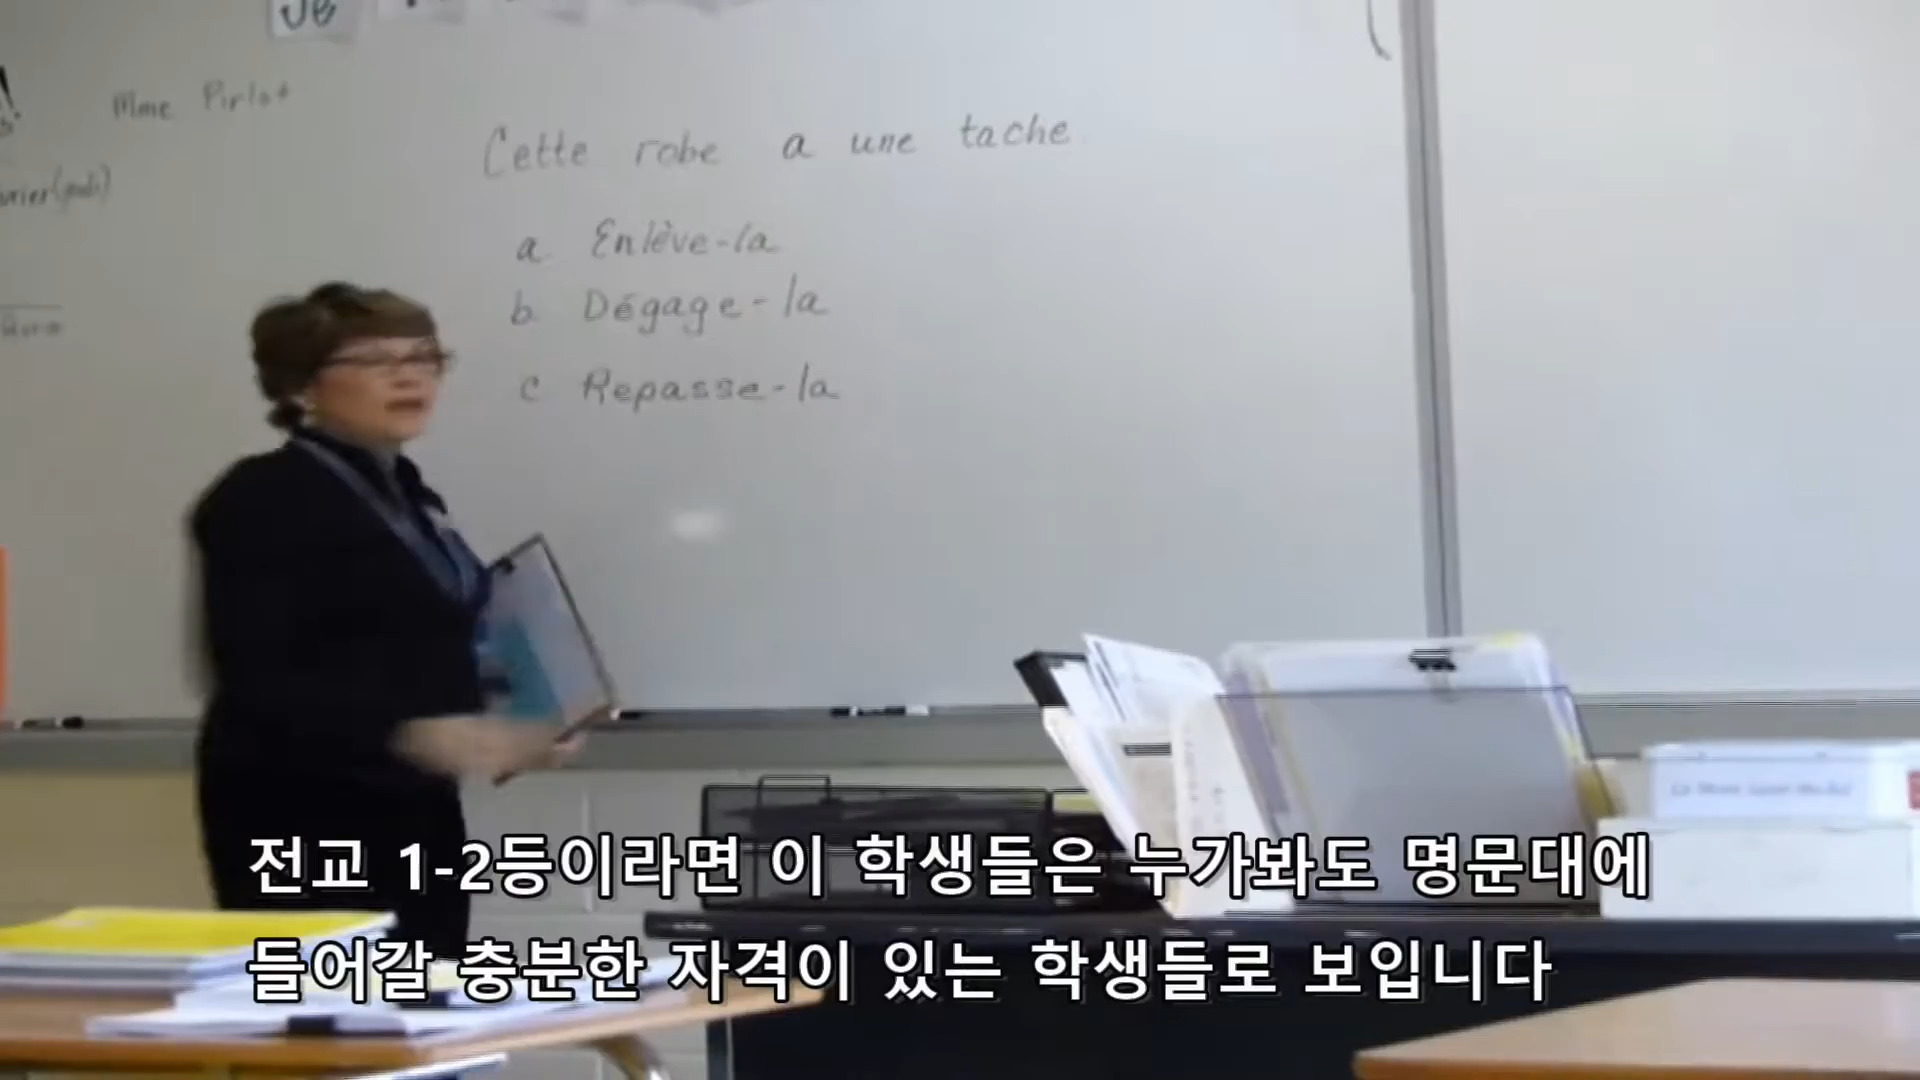 Je
Mme Pirlot
Cette robe a une tache
a Enlève-la
b. Dégage-la
c Repasse-la
전교 1-2등이라면 이 학생들은 누가봐도 명문대에
들어갈 충분한 자격이 있는 학생들로 보입니다